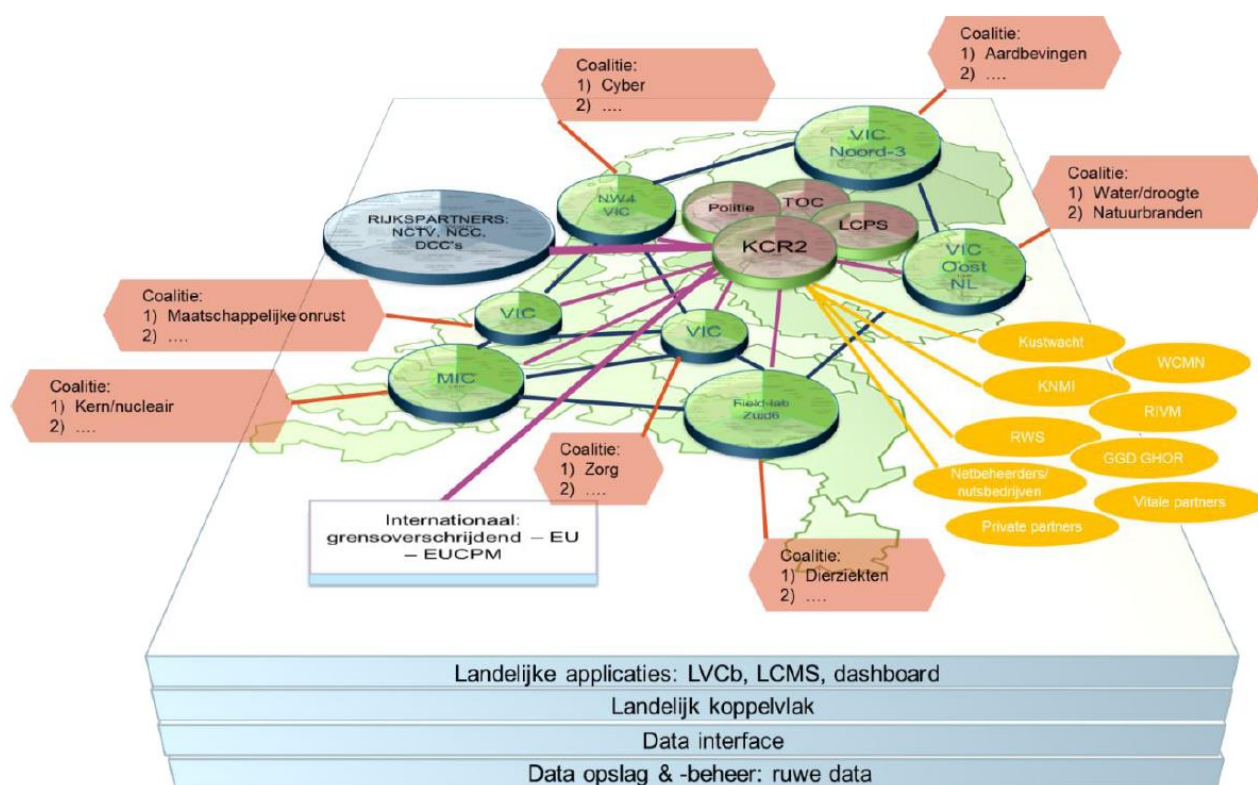 Coalitie:
1) Aardbevingen
2) ....
Coalitie:
1) Cyber
2) ....
VIC
Noord-3
Coalitie:
1) Water/droogte
2) Natuurbranden
NW4
VIC
Politie
TOC
LCPS
KCR2
RIJKSPARTNERS:
NCTV, NCC,
DCC's
VIC
Oost
NL
Coalitie:
1) Maatschappelijke onrust
2) ....
VIC
VIC
Kustwacht
WCMN
KNMI
MIC
Coalitie:
1) Kern/nucleair
2) ....
Field-lab
Zuid6
RIVM
RWS
GGD GHOR
Coalitie:
1) Zorg
2) ....
Netbeheerders/
nutsbedrijven
Vitale partners
Private partners
Internationaal:
grensoverschrijdend – EU
– EUCPM
Coalitie:
1) Dierziekten
2) ....
Landelijke applicaties: LVCb, LCMS, dashboard
Landelijk koppelvlak
Data interface
Data opslag & -beheer: ruwe data